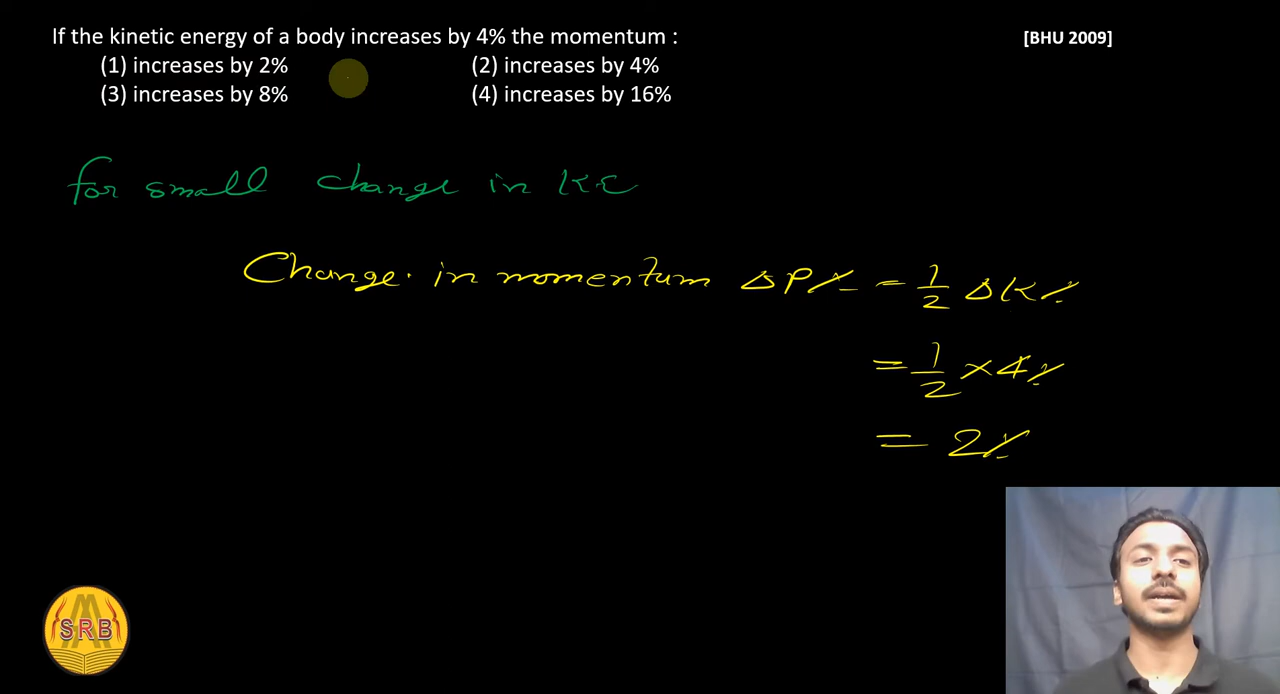 If the kinetic energy of a body increases by 4% the momentum : [BHU 2009]
(1) increases by 2% (2) increases by 4%
(3) increases by 8% (4) increases by 16%
for small change in K.E
Change in momentum ΔP% = 1/2 ΔK%
= 1/2 × 4%
= 2%
SRB